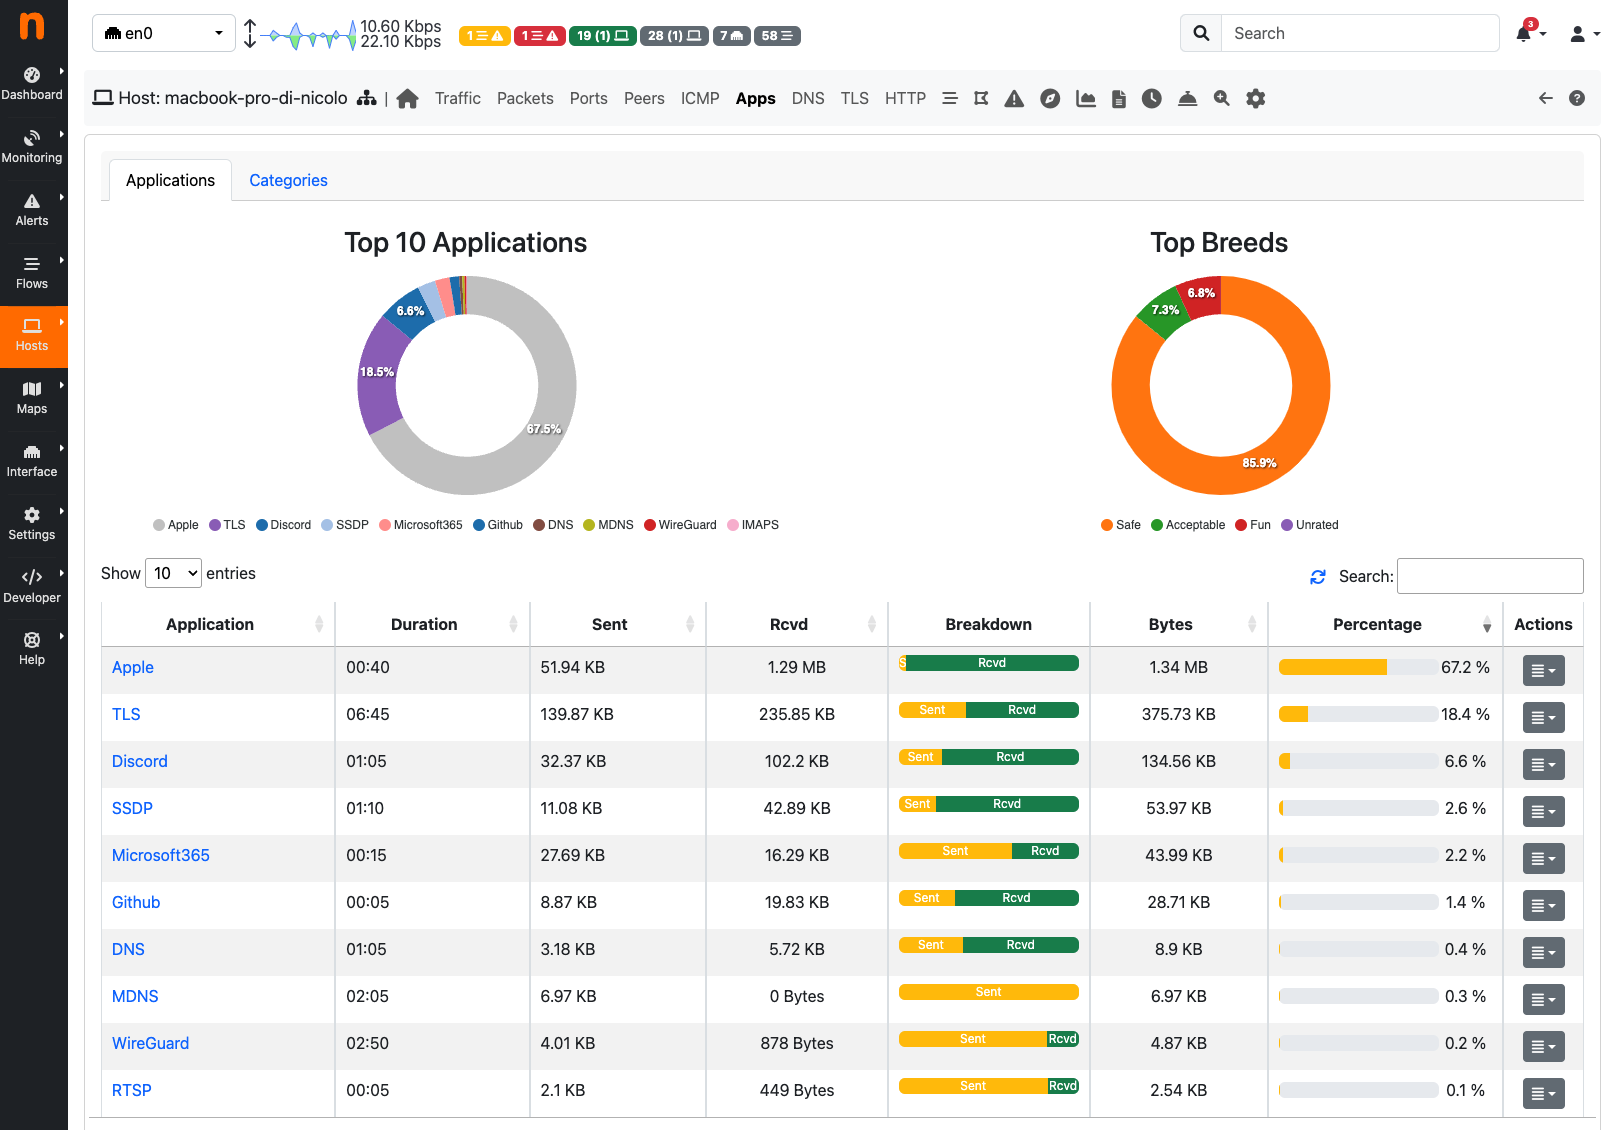 n
en0
10.60 Kbps
22.10 Kbps
1
1
19 (1)
28 (1)
7
58
Search
3
Dashboard
Monitoring
Alerts
Flows
Hosts
Maps
Interface
Settings
Developer
Help
Host: macbook-pro-di-nicolo | Traffic Packets Ports Peers ICMP Apps DNS TLS HTTP
Applications Categories
Top 10 Applications
67.5%
18.5%
6.6%
Apple TLS Discord SSDP Microsoft365 Github DNS MDNS WireGuard IMAPS
Top Breeds
6.8%
7.3%
85.9%
Safe Acceptable Fun Unrated
Show 10 entries
Search:
Application Duration Sent Rcvd Breakdown Bytes Percentage Actions
Apple 00:40 51.94 KB 1.29 MB S Rcvd 1.34 MB 67.2 %
TLS 06:45 139.87 KB 235.85 KB Sent Rcvd 375.73 KB 18.4 %
Discord 01:05 32.37 KB 102.2 KB Sent Rcvd 134.56 KB 6.6 %
SSDP 01:10 11.08 KB 42.89 KB Sent Rcvd 53.97 KB 2.6 %
Microsoft365 00:15 27.69 KB 16.29 KB Sent Rcvd 43.99 KB 2.2 %
Github 00:05 8.87 KB 19.83 KB Sent Rcvd 28.71 KB 1.4 %
DNS 01:05 3.18 KB 5.72 KB Sent Rcvd 8.9 KB 0.4 %
MDNS 02:05 6.97 KB 0 Bytes Sent 6.97 KB 0.3 %
WireGuard 02:50 4.01 KB 878 Bytes Sent Rcvd 4.87 KB 0.2 %
RTSP 00:05 2.1 KB 449 Bytes Sent Rcvd 2.54 KB 0.1 %